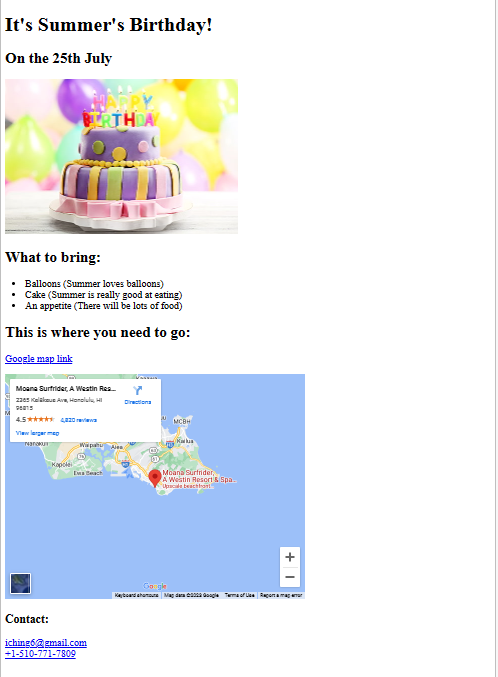 It's Summer's Birthday!
On the 25th July
HAPPY
BIRTHDAY
What to bring:
Balloons (Summer loves balloons)
Cake (Summer is really good at eating)
An appetite (There will be lots of food)
This is where you need to go:
Google map link
Moana Surfrider, A Westin Res...
2365 Kalākaua Ave, Honolulu, HI
96815
Directions
4.5
4,820 reviews
View larger map
MCBH
Kailua
Nanakuli
Waipahu
Aiea
Kapolei
Ewa Beach
Moana Surfrider,
A Westin Resort & Spa...
Upscale beachfront...
Google
Keyboard shortcuts
Map data ©2023 Google
Terms of Use
Report a map error
Contact:
iching6@gmail.com
+1-510-771-7809